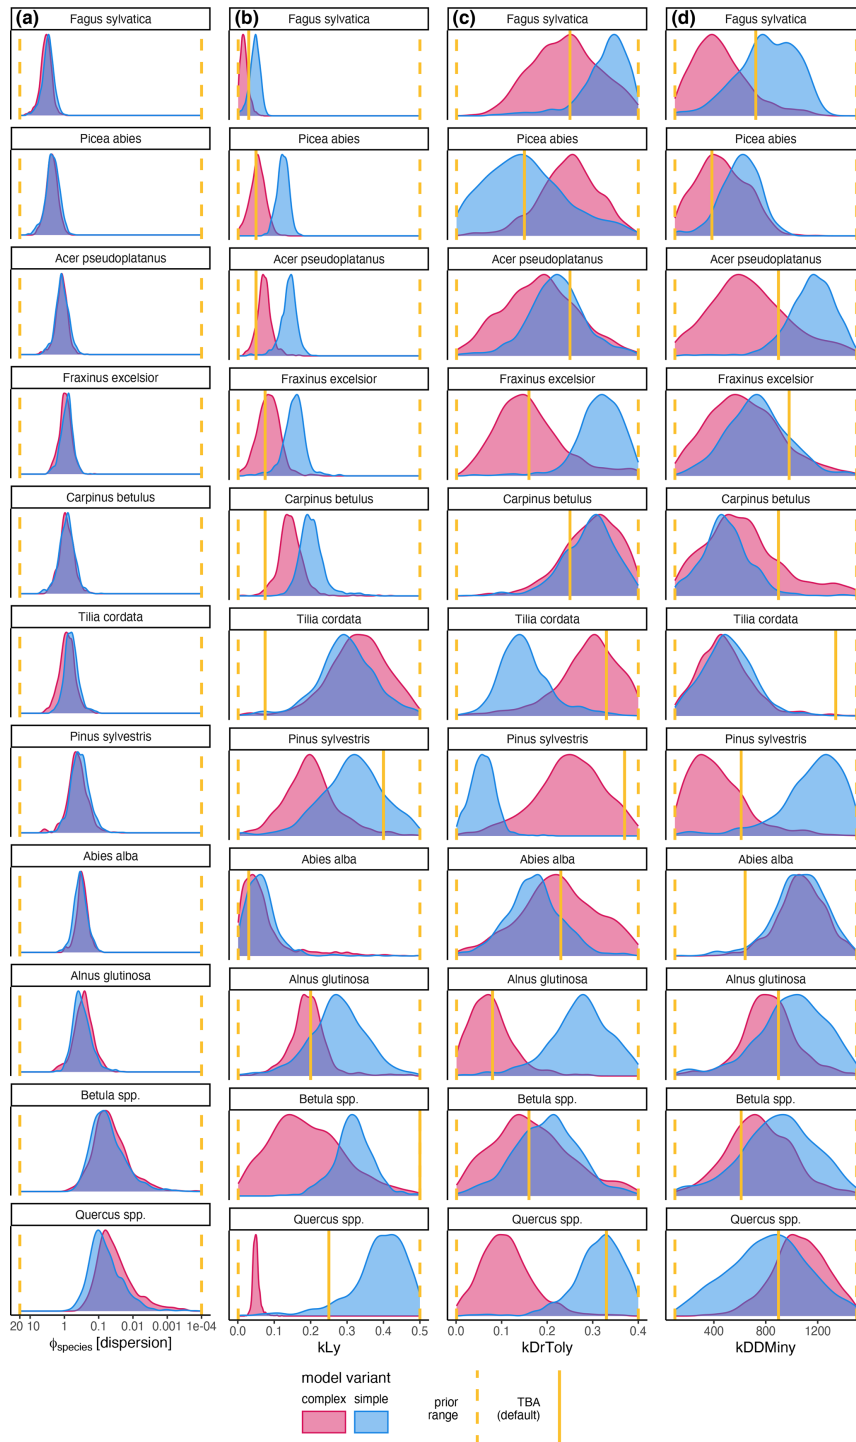 (a) (b) (c) (d)
Fagus sylvatica Fagus sylvatica Fagus sylvatica Fagus sylvatica
Picea abies Picea abies Picea abies Picea abies
Acer pseudoplatanus Acer pseudoplatanus Acer pseudoplatanus Acer pseudoplatanus
Fraxinus excelsior Fraxinus excelsior Fraxinus excelsior Fraxinus excelsior
Carpinus betulus Carpinus betulus Carpinus betulus Carpinus betulus
Tilia cordata Tilia cordata Tilia cordata Tilia cordata
Pinus sylvestris Pinus sylvestris Pinus sylvestris Pinus sylvestris
Abies alba Abies alba Abies alba Abies alba
Alnus glutinosa Alnus glutinosa Alnus glutinosa Alnus glutinosa
Betula spp. Betula spp. Betula spp. Betula spp.
Quercus spp. Quercus spp. Quercus spp. Quercus spp.
20 10 1 0.1 0.01 0.001 1e-04 0.0 0.1 0.2 0.3 0.4 0.5 0.0 0.1 0.2 0.3 0.4 400 800 1200
ϕspecies [dispersion] kLy kDrToly kDDMiny
model variant
complex simple
prior range
TBA (default)